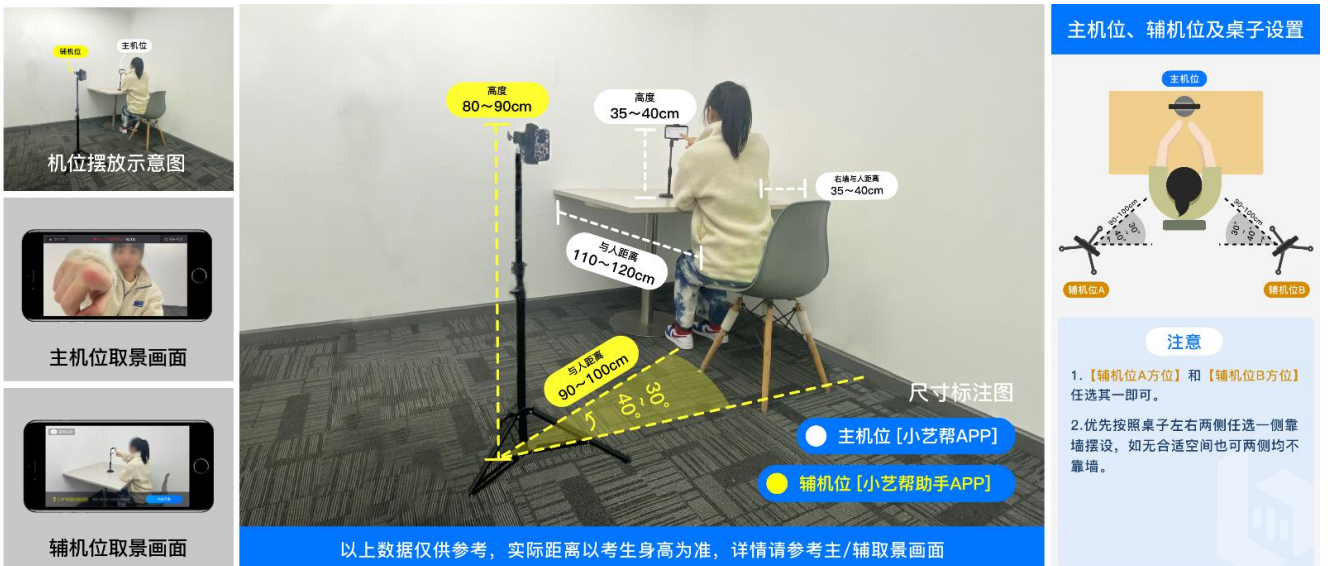 辅机位
主机位
机位摆放示意图
主机位取景画面
辅机位取景画面
高度
80～90cm
高度
35～40cm
右墙与人距离
35～40cm
与人距离
110～120cm
与人距离
90～100cm
30°
~
40°
尺寸标注图
主机位 [小艺帮APP]
辅机位 [小艺帮助手APP]
以上数据仅供参考，实际距离以考生身高为准，详情请参考主/辅取景画面
主机位、辅机位及桌子设置
主机位
90~100cm
30°
~
40°
90~100cm
30°
~
40°
辅机位A
辅机位B
注意
1.【辅机位A方位】和【辅机位B方位】
任选其一即可。
2.优先按照桌子左右两侧任选一侧靠
墙摆设，如无合适空间也可两侧均不
靠墙。